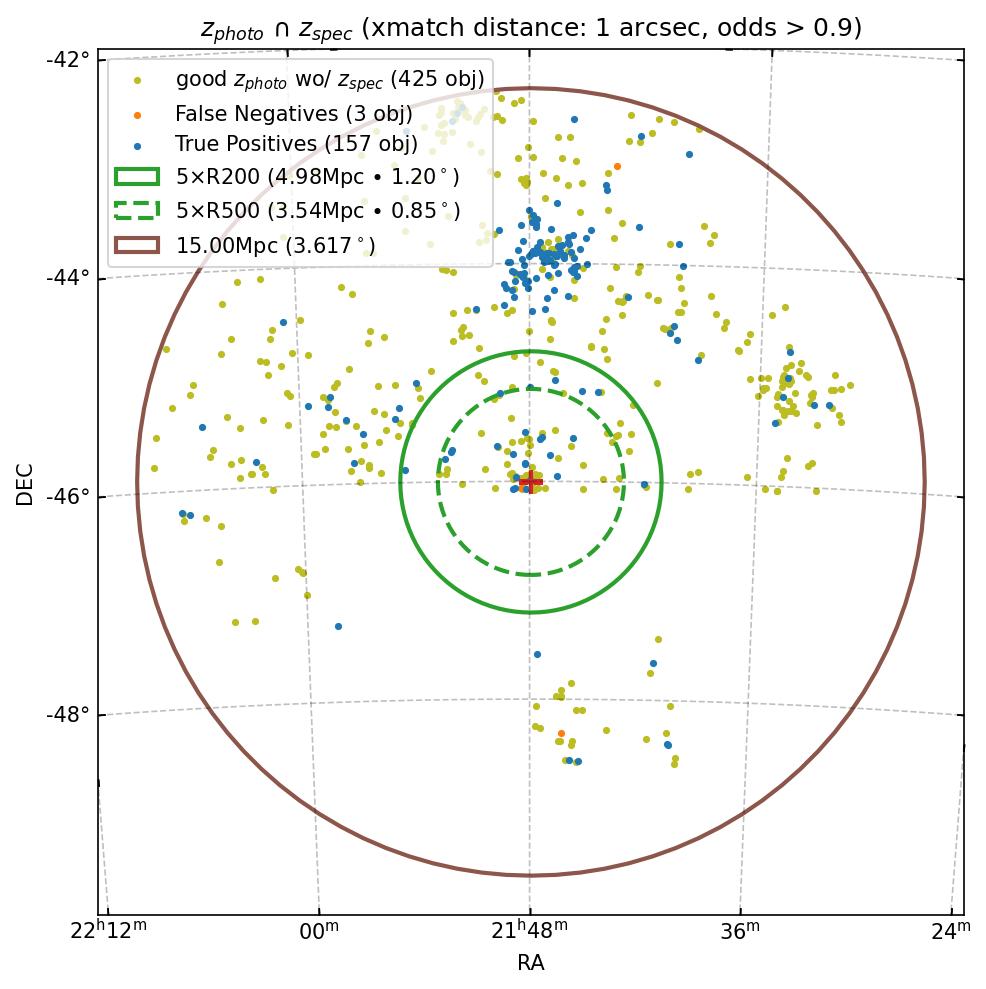 z_photo ∩ z_spec (xmatch distance: 1 arcsec, odds > 0.9)
good z_photo wo/ z_spec (425 obj)
False Negatives (3 obj)
True Positives (157 obj)
5×R200 (4.98Mpc • 1.20°)
5×R500 (3.54Mpc • 0.85°)
15.00Mpc (3.617°)
-42°
-44°
-46°
-48°
DEC
22ʰ12ᵐ 00ᵐ 21ʰ48ᵐ 36ᵐ 24ᵐ
RA